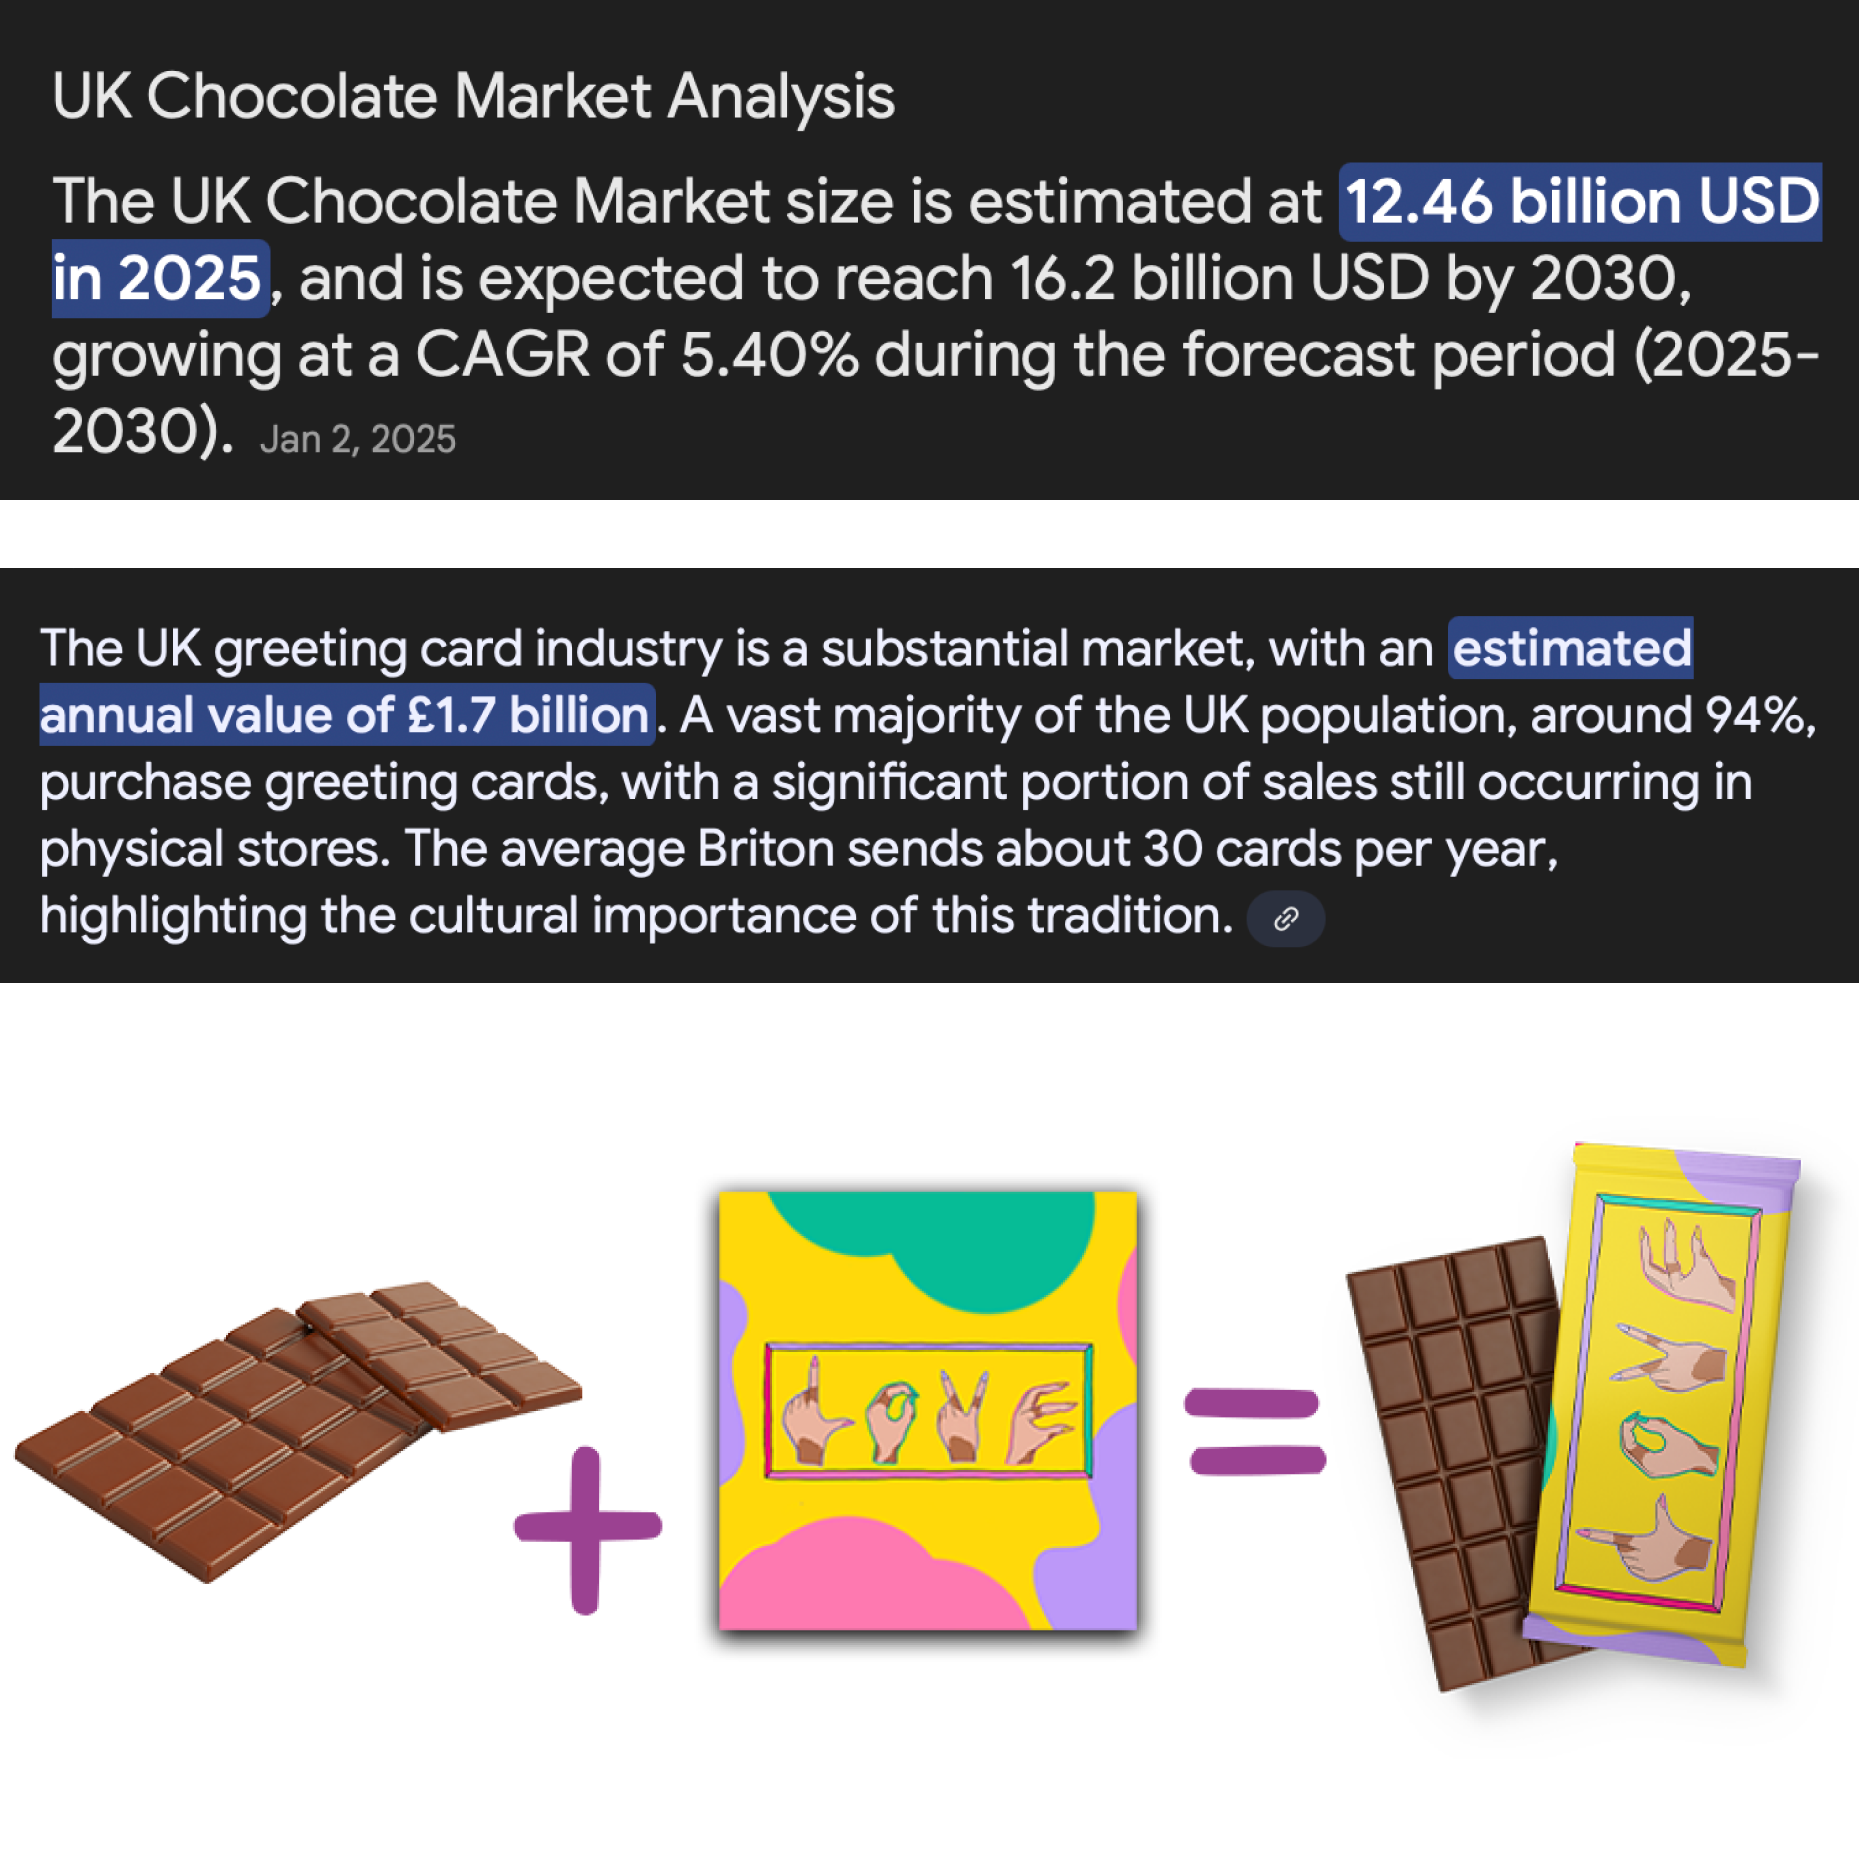 UK Chocolate Market Analysis
The UK Chocolate Market size is estimated at 12.46 billion USD
in 2025, and is expected to reach 16.2 billion USD by 2030,
growing at a CAGR of 5.40% during the forecast period (2025-
2030). Jan 2, 2025
The UK greeting card industry is a substantial market, with an estimated
annual value of £1.7 billion. A vast majority of the UK population, around 94%,
purchase greeting cards, with a significant portion of sales still occurring in
physical stores. The average Briton sends about 30 cards per year,
highlighting the cultural importance of this tradition.